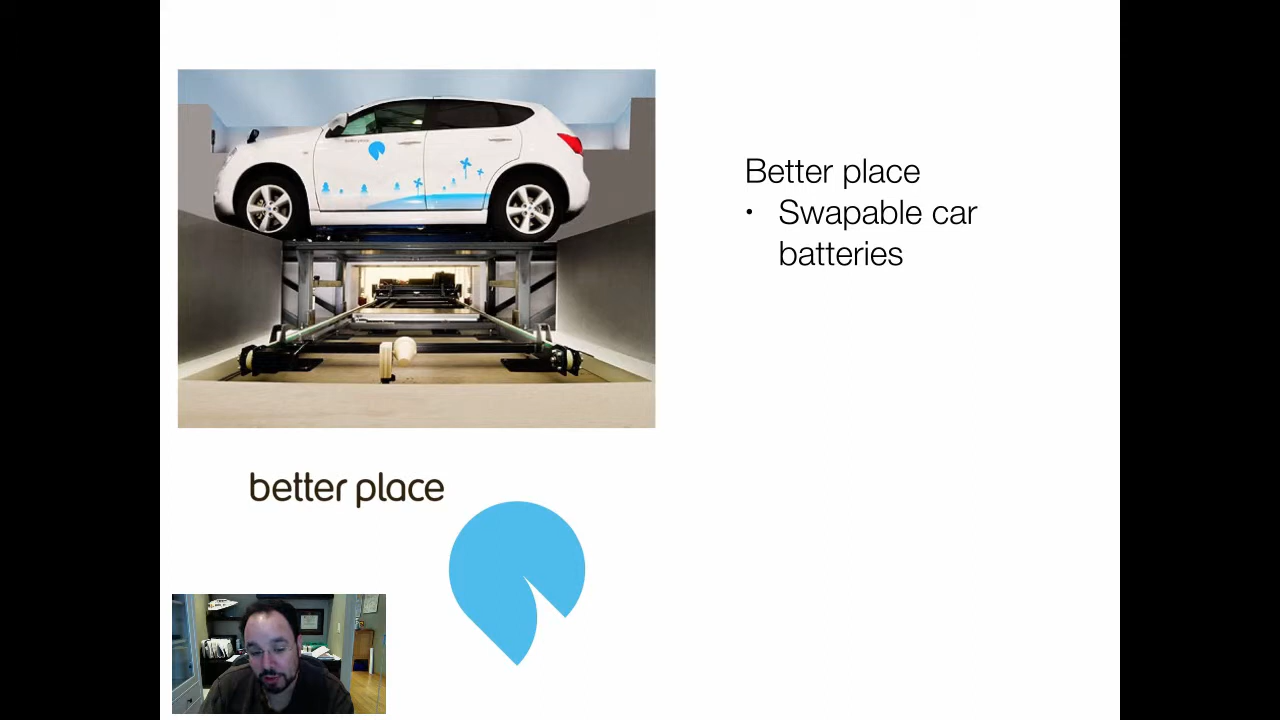 Better place
• Swapable car
batteries
better place